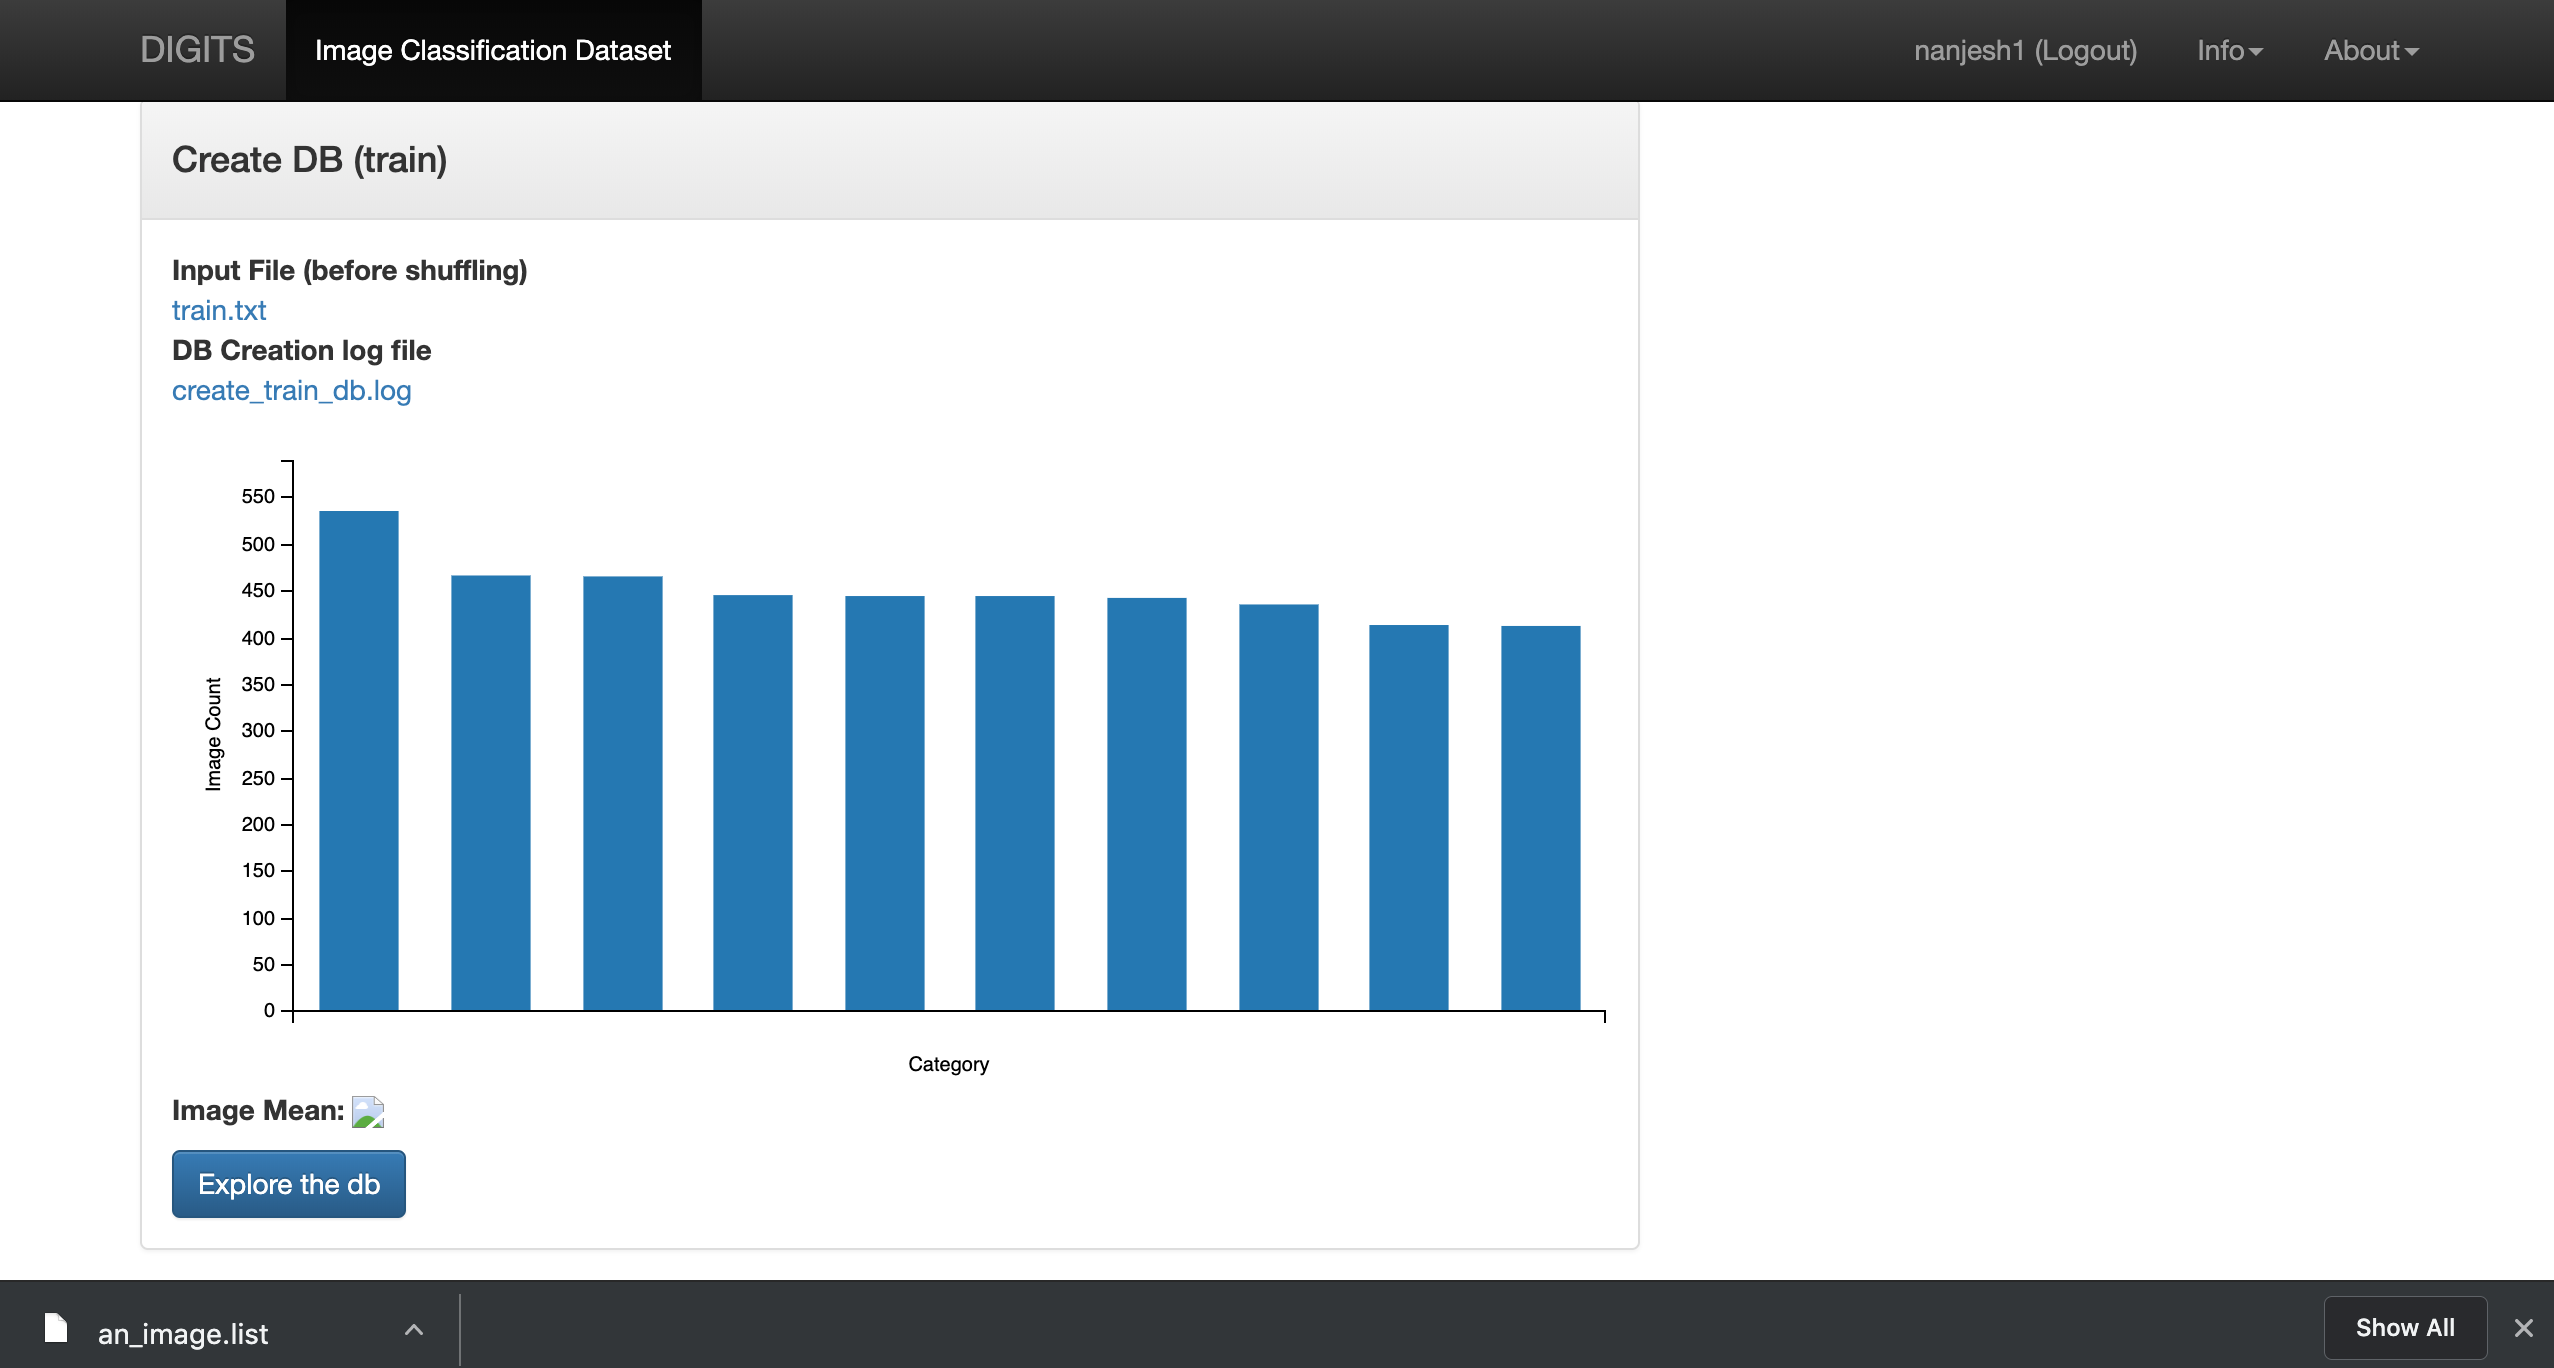 DIGITS
Image Classification Dataset
nanjesh1 (Logout)
Info
About
Create DB (train)
Input File (before shuffling)
train.txt
DB Creation log file
create_train_db.log
550
500
450
400
350
300
250
200
150
100
50
0
Image Count
Category
Image Mean:
Explore the db
an_image.list
Show All